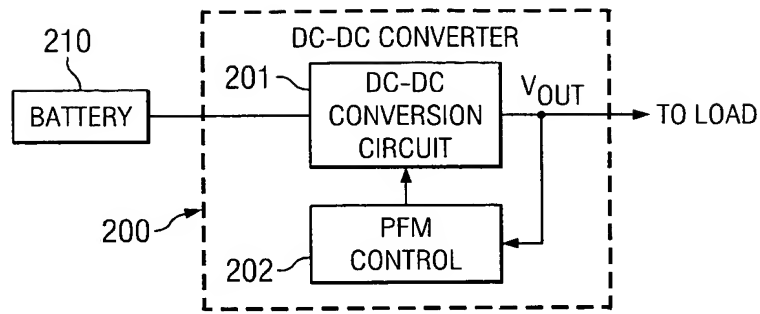 DC-DC CONVERTER
210
201
BATTERY
DC-DC
CONVERSION
CIRCUIT
VOUT
TO LOAD
200
202
PFM
CONTROL